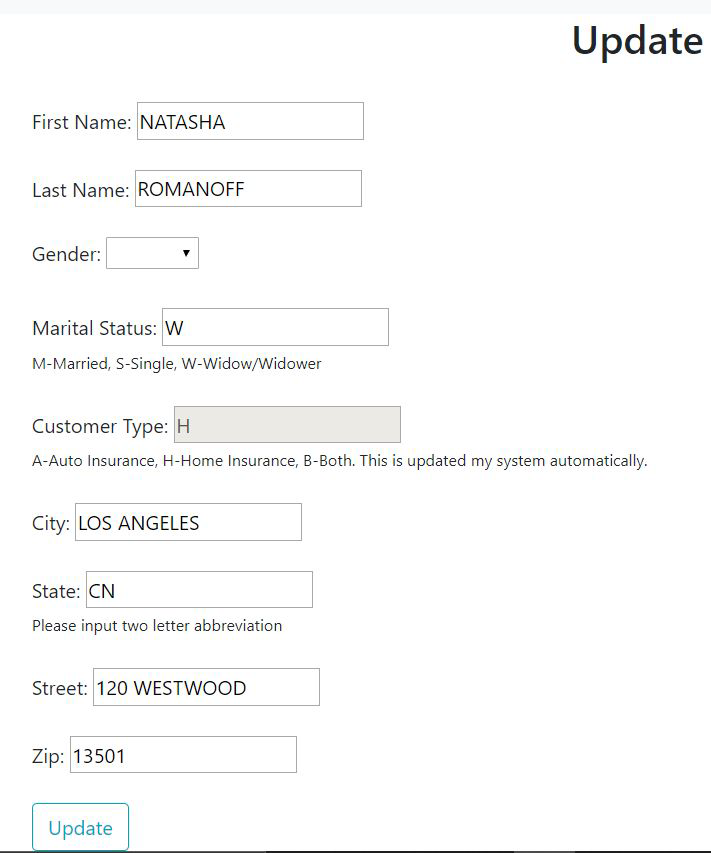 Update
First Name: NATASHA
Last Name: ROMANOFF
Gender:
Marital Status: W
M-Married, S-Single, W-Widow/Widower
Customer Type: H
A-Auto Insurance, H-Home Insurance, B-Both. This is updated my system automatically.
City: LOS ANGELES
State: CN
Please input two letter abbreviation
Street: 120 WESTWOOD
Zip: 13501
Update